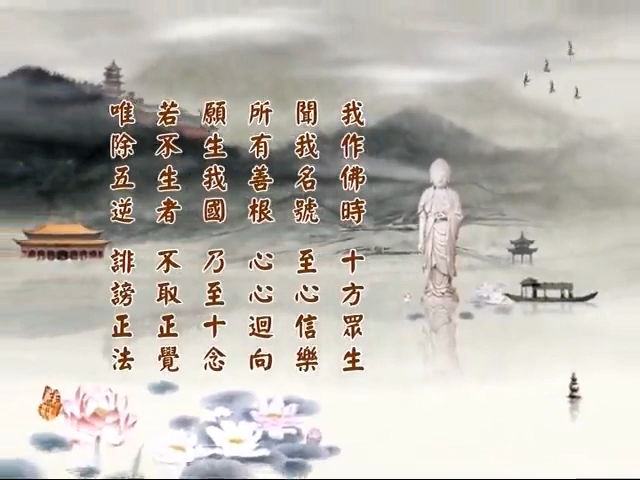 我作佛時 十方眾生
聞我名號 至心信樂
所有善根 心心迴向
願生我國 乃至十念
若不生者 不取正覺
唯除五逆 誹謗正法